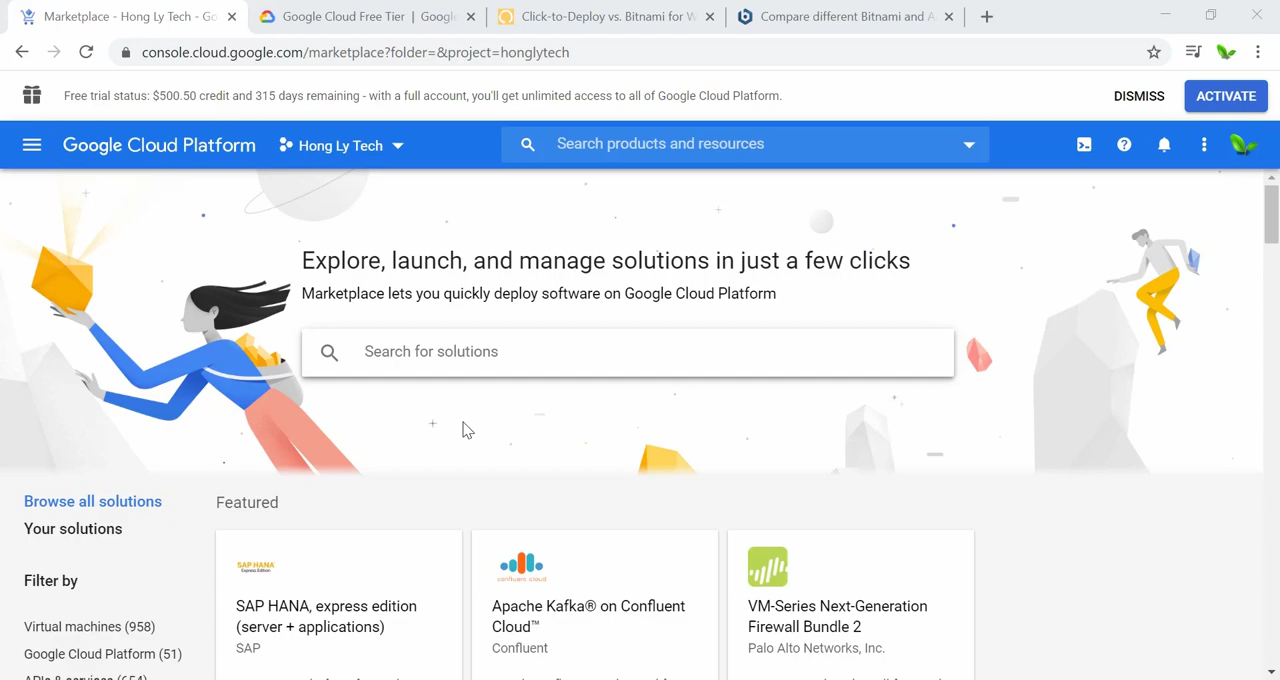 Marketplace - Hong Ly Tech - Go
Google Cloud Free Tier | Google
Click-to-Deploy vs. Bitnami for W
Compare different Bitnami and A
console.cloud.google.com/marketplace?folder=&project=honglytech
Free trial status: $500.50 credit and 315 days remaining - with a full account, you'll get unlimited access to all of Google Cloud Platform.
DISMISS
ACTIVATE
Google Cloud Platform
Hong Ly Tech
Search products and resources
Explore, launch, and manage solutions in just a few clicks
Marketplace lets you quickly deploy software on Google Cloud Platform
Search for solutions
Browse all solutions
Your solutions
Filter by
Virtual machines (958)
Google Cloud Platform (51)
APIs & services (654)
Featured
SAP HANA
Express Edition
SAP HANA, express edition
(server + applications)
SAP
confluent cloud
Apache Kafka® on Confluent
Cloud™
Confluent
VM-Series Next-Generation
Firewall Bundle 2
Palo Alto Networks, Inc.